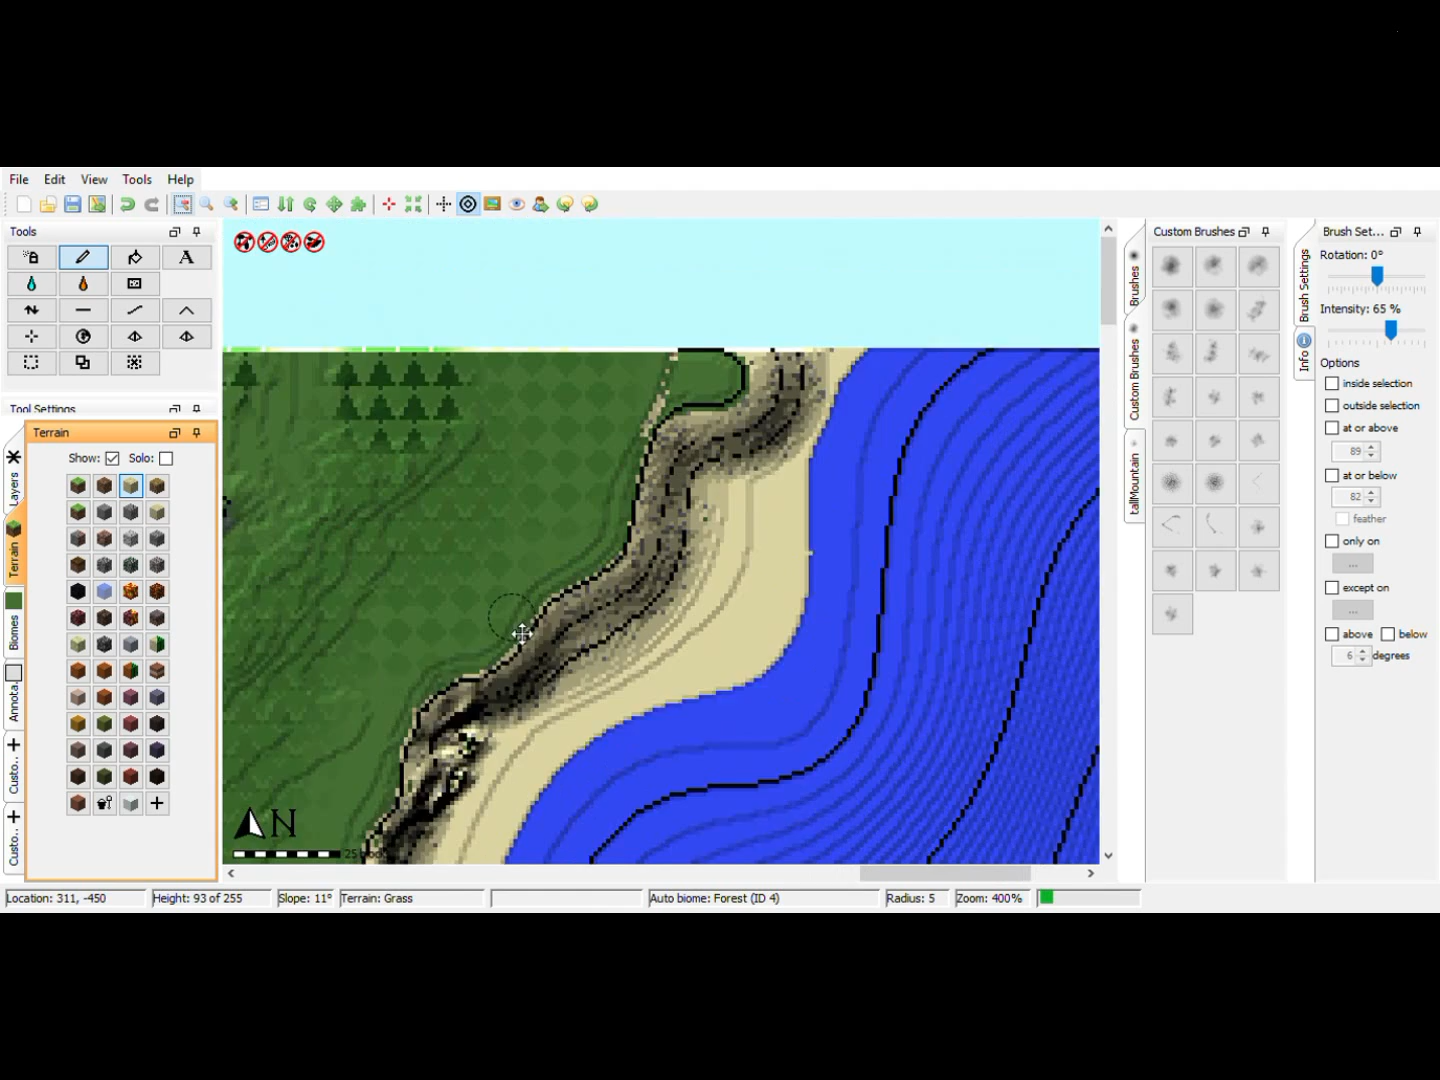 File Edit View Tools Help
Tools
A
Tool Settings
Terrain
Show: Solo:
Layers
Terrain
Biomes
Annota..
Custo..
Custo..
N
Brushes
Custom Brushes
tallMountain
Custom Brushes
Brush Settings
Info
Brush Set...
Rotation: 0°
Intensity: 65 %
Options
inside selection
outside selection
at or above
89
at or below
82
feather
only on
...
except on
...
above below
6 degrees
Location: 311, -450 Height: 93 of 255 Slope: 11° Terrain: Grass Auto biome: Forest (ID 4) Radius: 5 Zoom: 400%